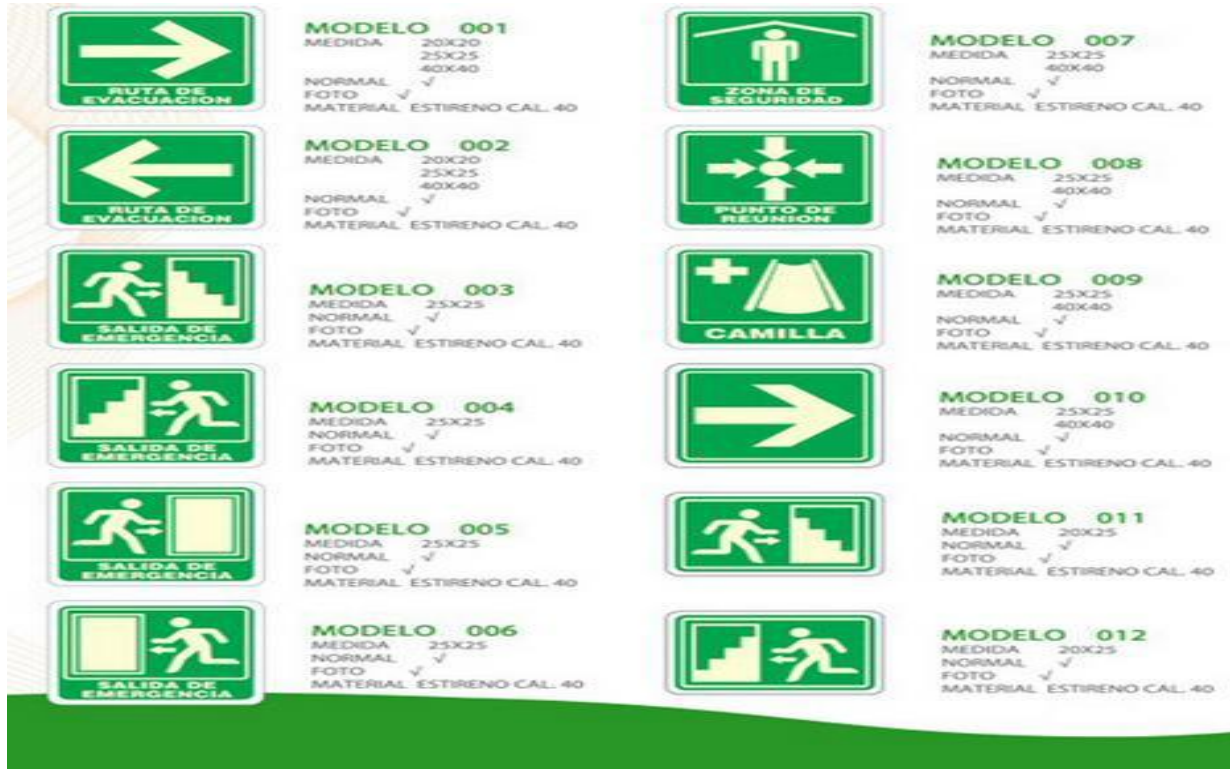 RUTA DE
EVACUACION
MODELO 001
MEDIDA 20X20
25X25
40X40
NORMAL √
FOTO √
MATERIAL ESTIRENO CAL. 40
RUTA DE
EVACUACION
MODELO 002
MEDIDA 20X20
25X25
40X40
NORMAL √
FOTO √
MATERIAL ESTIRENO CAL. 40
SALIDA DE
EMERGENCIA
MODELO 003
MEDIDA 25X25
NORMAL √
FOTO √
MATERIAL ESTIRENO CAL. 40
SALIDA DE
EMERGENCIA
MODELO 004
MEDIDA 25X25
NORMAL √
FOTO √
MATERIAL ESTIRENO CAL. 40
SALIDA DE
EMERGENCIA
MODELO 005
MEDIDA 25X25
NORMAL √
FOTO √
MATERIAL ESTIRENO CAL. 40
SALIDA DE
EMERGENCIA
MODELO 006
MEDIDA 25X25
NORMAL √
FOTO √
MATERIAL ESTIRENO CAL. 40
ZONA DE
SEGURIDAD
MODELO 007
MEDIDA 25X25
40X40
NORMAL √
FOTO √
MATERIAL ESTIRENO CAL. 40
PUNTO DE
REUNION
MODELO 008
MEDIDA 25X25
40X40
NORMAL √
FOTO √
MATERIAL ESTIRENO CAL. 40
CAMILLA
MODELO 009
MEDIDA 25X25
40X40
NORMAL √
FOTO √
MATERIAL ESTIRENO CAL. 40
MODELO 010
MEDIDA 25X25
40X40
NORMAL √
FOTO √
MATERIAL ESTIRENO CAL. 40
MODELO 011
MEDIDA 20X25
NORMAL √
FOTO √
MATERIAL ESTIRENO CAL. 40
MODELO 012
MEDIDA 20X25
NORMAL √
FOTO √
MATERIAL ESTIRENO CAL. 40